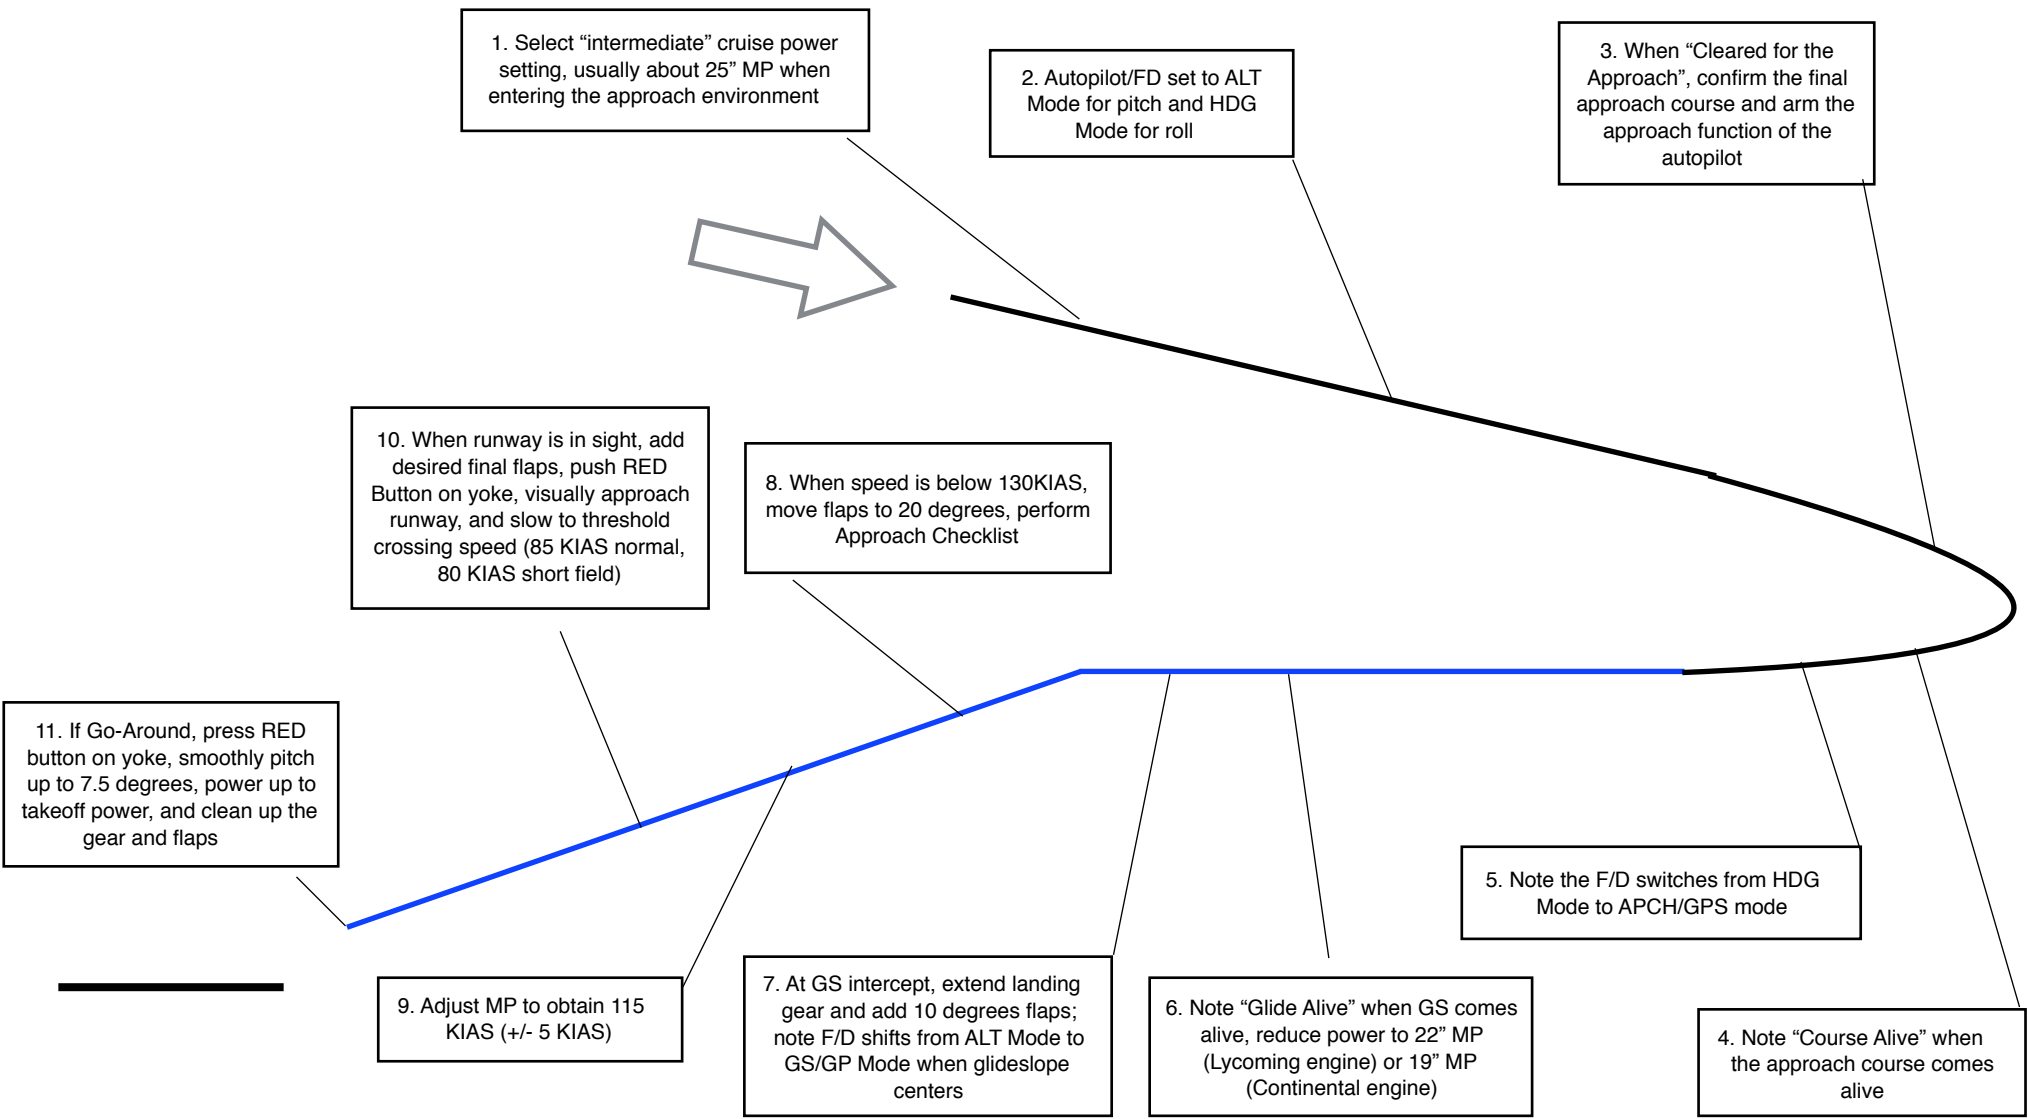 1. Select “intermediate” cruise power
setting, usually about 25” MP when
entering the approach environment
2. Autopilot/FD set to ALT
Mode for pitch and HDG
Mode for roll
3. When “Cleared for the
Approach”, confirm the final
approach course and arm the
approach function of the
autopilot
10. When runway is in sight, add
desired final flaps, push RED
Button on yoke, visually approach
runway, and slow to threshold
crossing speed (85 KIAS normal,
80 KIAS short field)
8. When speed is below 130KIAS,
move flaps to 20 degrees, perform
Approach Checklist
11. If Go-Around, press RED
button on yoke, smoothly pitch
up to 7.5 degrees, power up to
takeoff power, and clean up the
gear and flaps
5. Note the F/D switches from HDG
Mode to APCH/GPS mode
9. Adjust MP to obtain 115
KIAS (+/- 5 KIAS)
7. At GS intercept, extend landing
gear and add 10 degrees flaps;
note F/D shifts from ALT Mode to
GS/GP Mode when glideslope
centers
6. Note “Glide Alive” when GS comes
alive, reduce power to 22” MP
(Lycoming engine) or 19” MP
(Continental engine)
4. Note “Course Alive” when
the approach course comes
alive